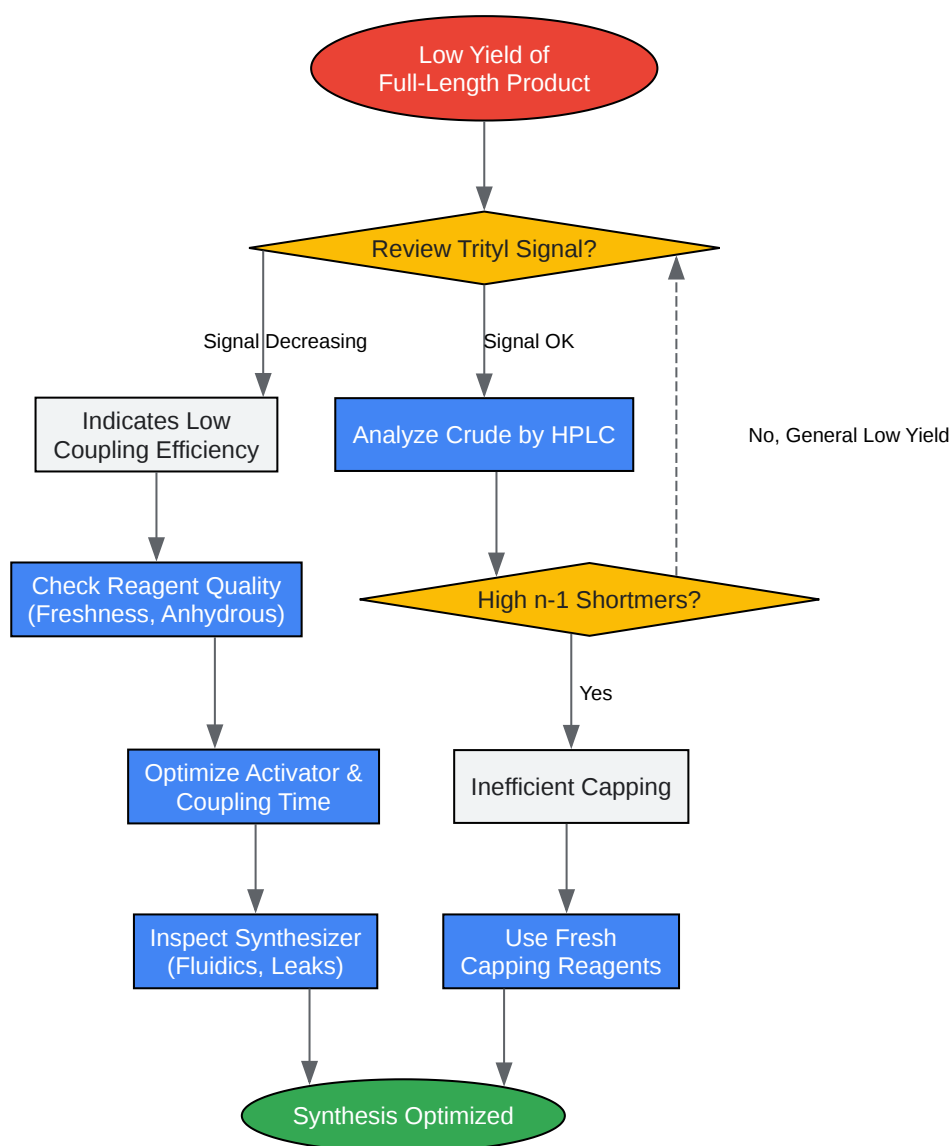 Low Yield of
Full-Length Product
Review Trityl Signal?
Signal Decreasing
Signal OK
Indicates Low
Coupling Efficiency
Analyze Crude by HPLC
No, General Low Yield
Check Reagent Quality
(Freshness, Anhydrous)
High n-1 Shortmers?
Yes
Optimize Activator &
Coupling Time
Inefficient Capping
Inspect Synthesizer
(Fluidics, Leaks)
Use Fresh
Capping Reagents
Synthesis Optimized